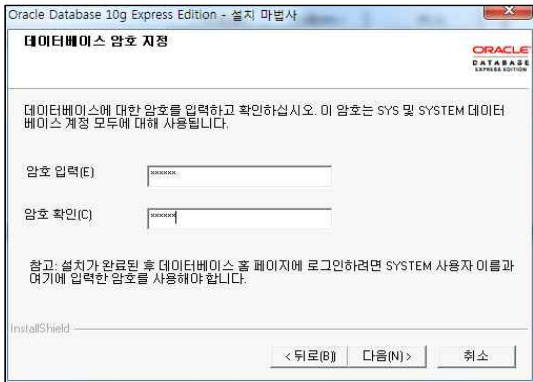 Oracle Database 10g Express Edition - 설치 마법사
데이터베이스 암호 지정
ORACLE
DATABASE
EXPRESS EDITION
데이터베이스에 대한 암호를 입력하고 확인하십시오. 이 암호는 SYS 및 SYSTEM 데이터
베이스 계정 모두에 대해 사용됩니다.
암호 입력(E)
xxxxxx
암호 확인(C)
xxxxxx
참고: 설치가 완료된 후 데이터베이스 홈 페이지에 로그인하려면 SYSTEM 사용자 이름과
여기에 입력한 암호를 사용해야 합니다.
InstallShield
< 뒤로(B) 다음(N) > 취소